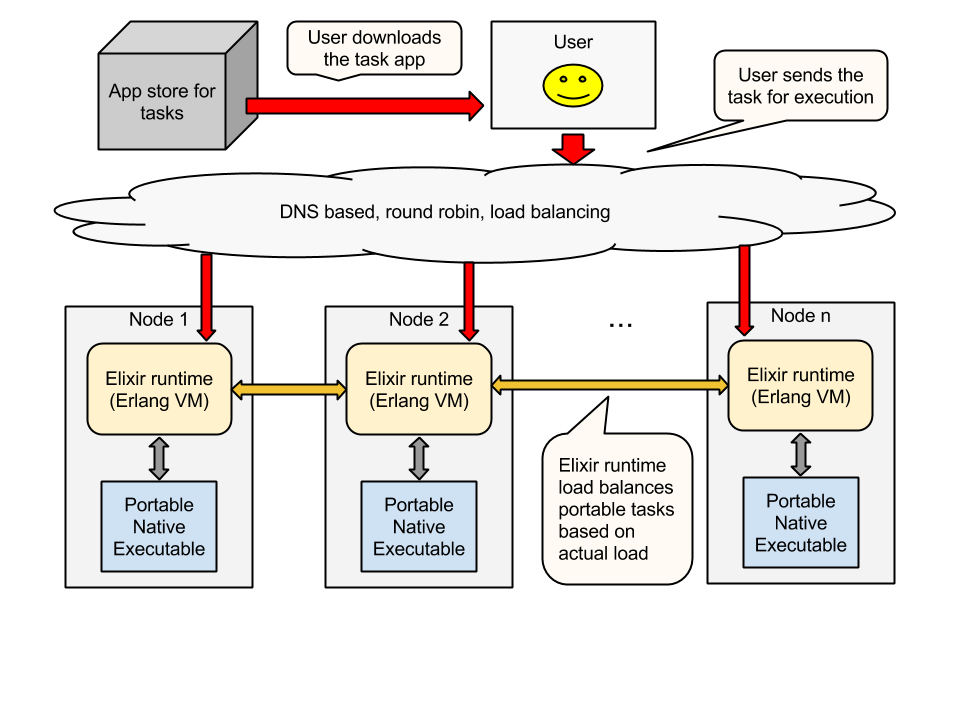 User downloads
the task app
User
App store for
tasks
User sends the
task for execution
DNS based, round robin, load balancing
Node 1
Node 2
...
Node n
Elixir runtime
(Erlang VM)
Elixir runtime
(Erlang VM)
Elixir runtime
(Erlang VM)
Elixir runtime
load balances
portable tasks
based on
actual load
Portable
Native
Executable
Portable
Native
Executable
Portable
Native
Executable